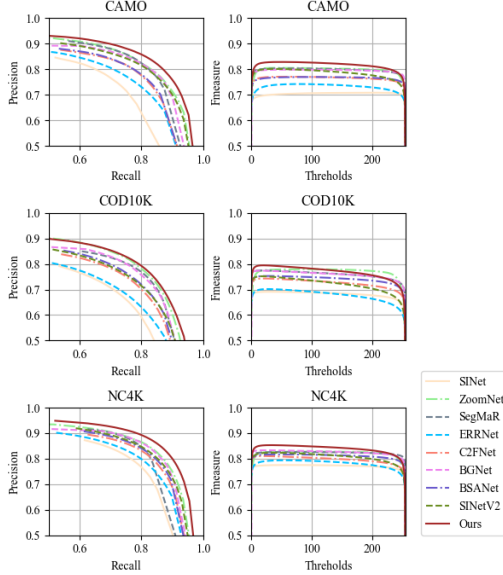 CAMO
CAMO
1.0
0.9
0.8
0.7
0.6
0.5
Precision
0.6
0.8
1.0
Recall
1.0
0.9
0.8
0.7
0.6
0.5
Fmeasure
0
100
200
Threholds
COD10K
COD10K
1.0
0.9
0.8
0.7
0.6
0.5
Precision
0.6
0.8
1.0
Recall
1.0
0.9
0.8
0.7
0.6
0.5
Fmeasure
0
100
200
Threholds
NC4K
NC4K
1.0
0.9
0.8
0.7
0.6
0.5
Precision
0.6
0.8
1.0
Recall
1.0
0.9
0.8
0.7
0.6
0.5
Fmeasure
0
100
200
Threholds
SINet
ZoomNet
SegMaR
ERRNet
C2FNet
BGNet
BSANet
SINetV2
Ours